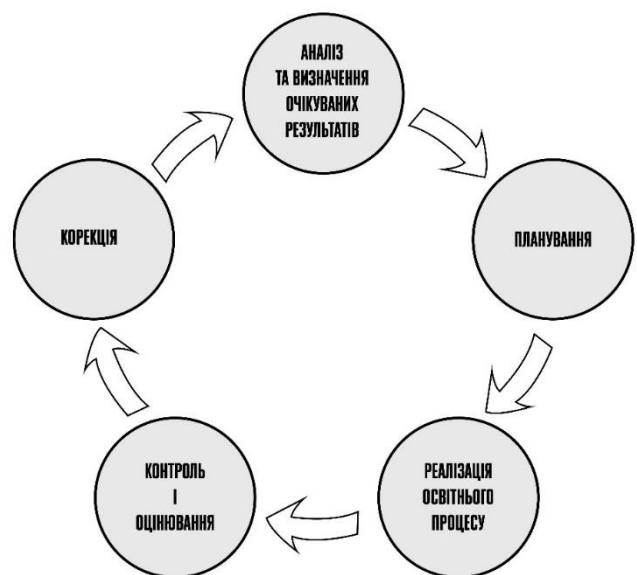 АНАЛІЗ
ТА ВИЗНАЧЕННЯ
ОЧІКУВАНИХ
РЕЗУЛЬТАТІВ
ПЛАНУВАННЯ
РЕАЛІЗАЦІЯ
ОСВІТНЬОГО
ПРОЦЕСУ
КОНТРОЛЬ
І
ОЦІНЮВАННЯ
КОРЕКЦІЯ